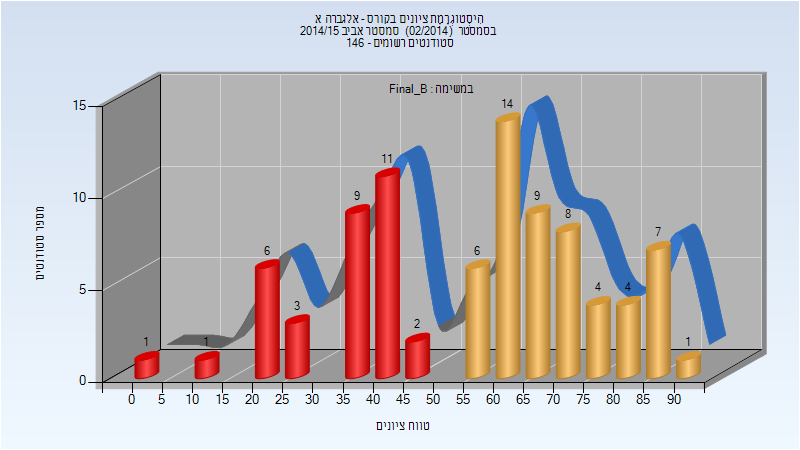 היסטוגרמת ציונים בקורס - אלגברה א
בסמסטר (02/2014) סמסטר אביב 2014/15
סטודנטים רשומים - 146
במשימה : Final_B
מספר סטודנטים
15
10
5
0
1
1
6
3
9
11
2
6
14
9
8
4
4
7
1
0 5 10 15 20 25 30 35 40 45 50 55 60 65 70 75 80 85 90
טווח ציונים